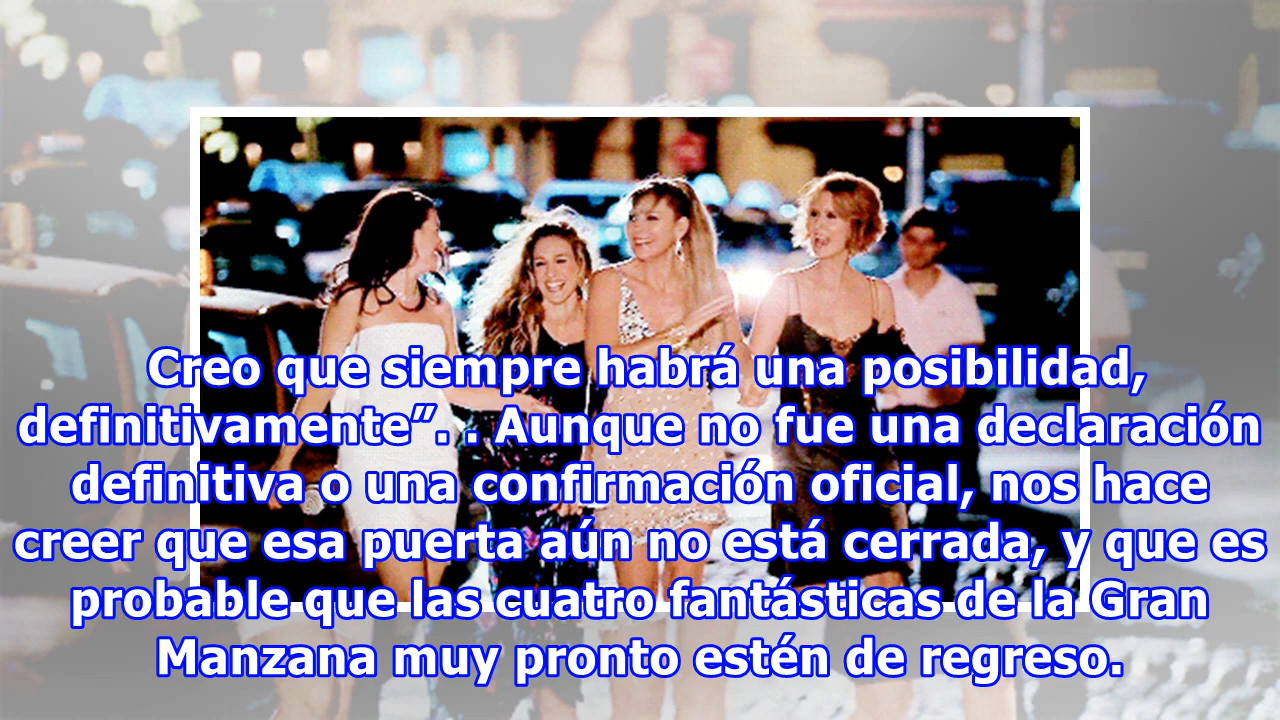 Creo que siempre habrá una posibilidad,
definitivamente”. . Aunque no fue una declaración
definitiva o una confirmación oficial, nos hace
creer que esa puerta aún no está cerrada, y que es
probable que las cuatro fantásticas de la Gran
Manzana muy pronto estén de regreso.